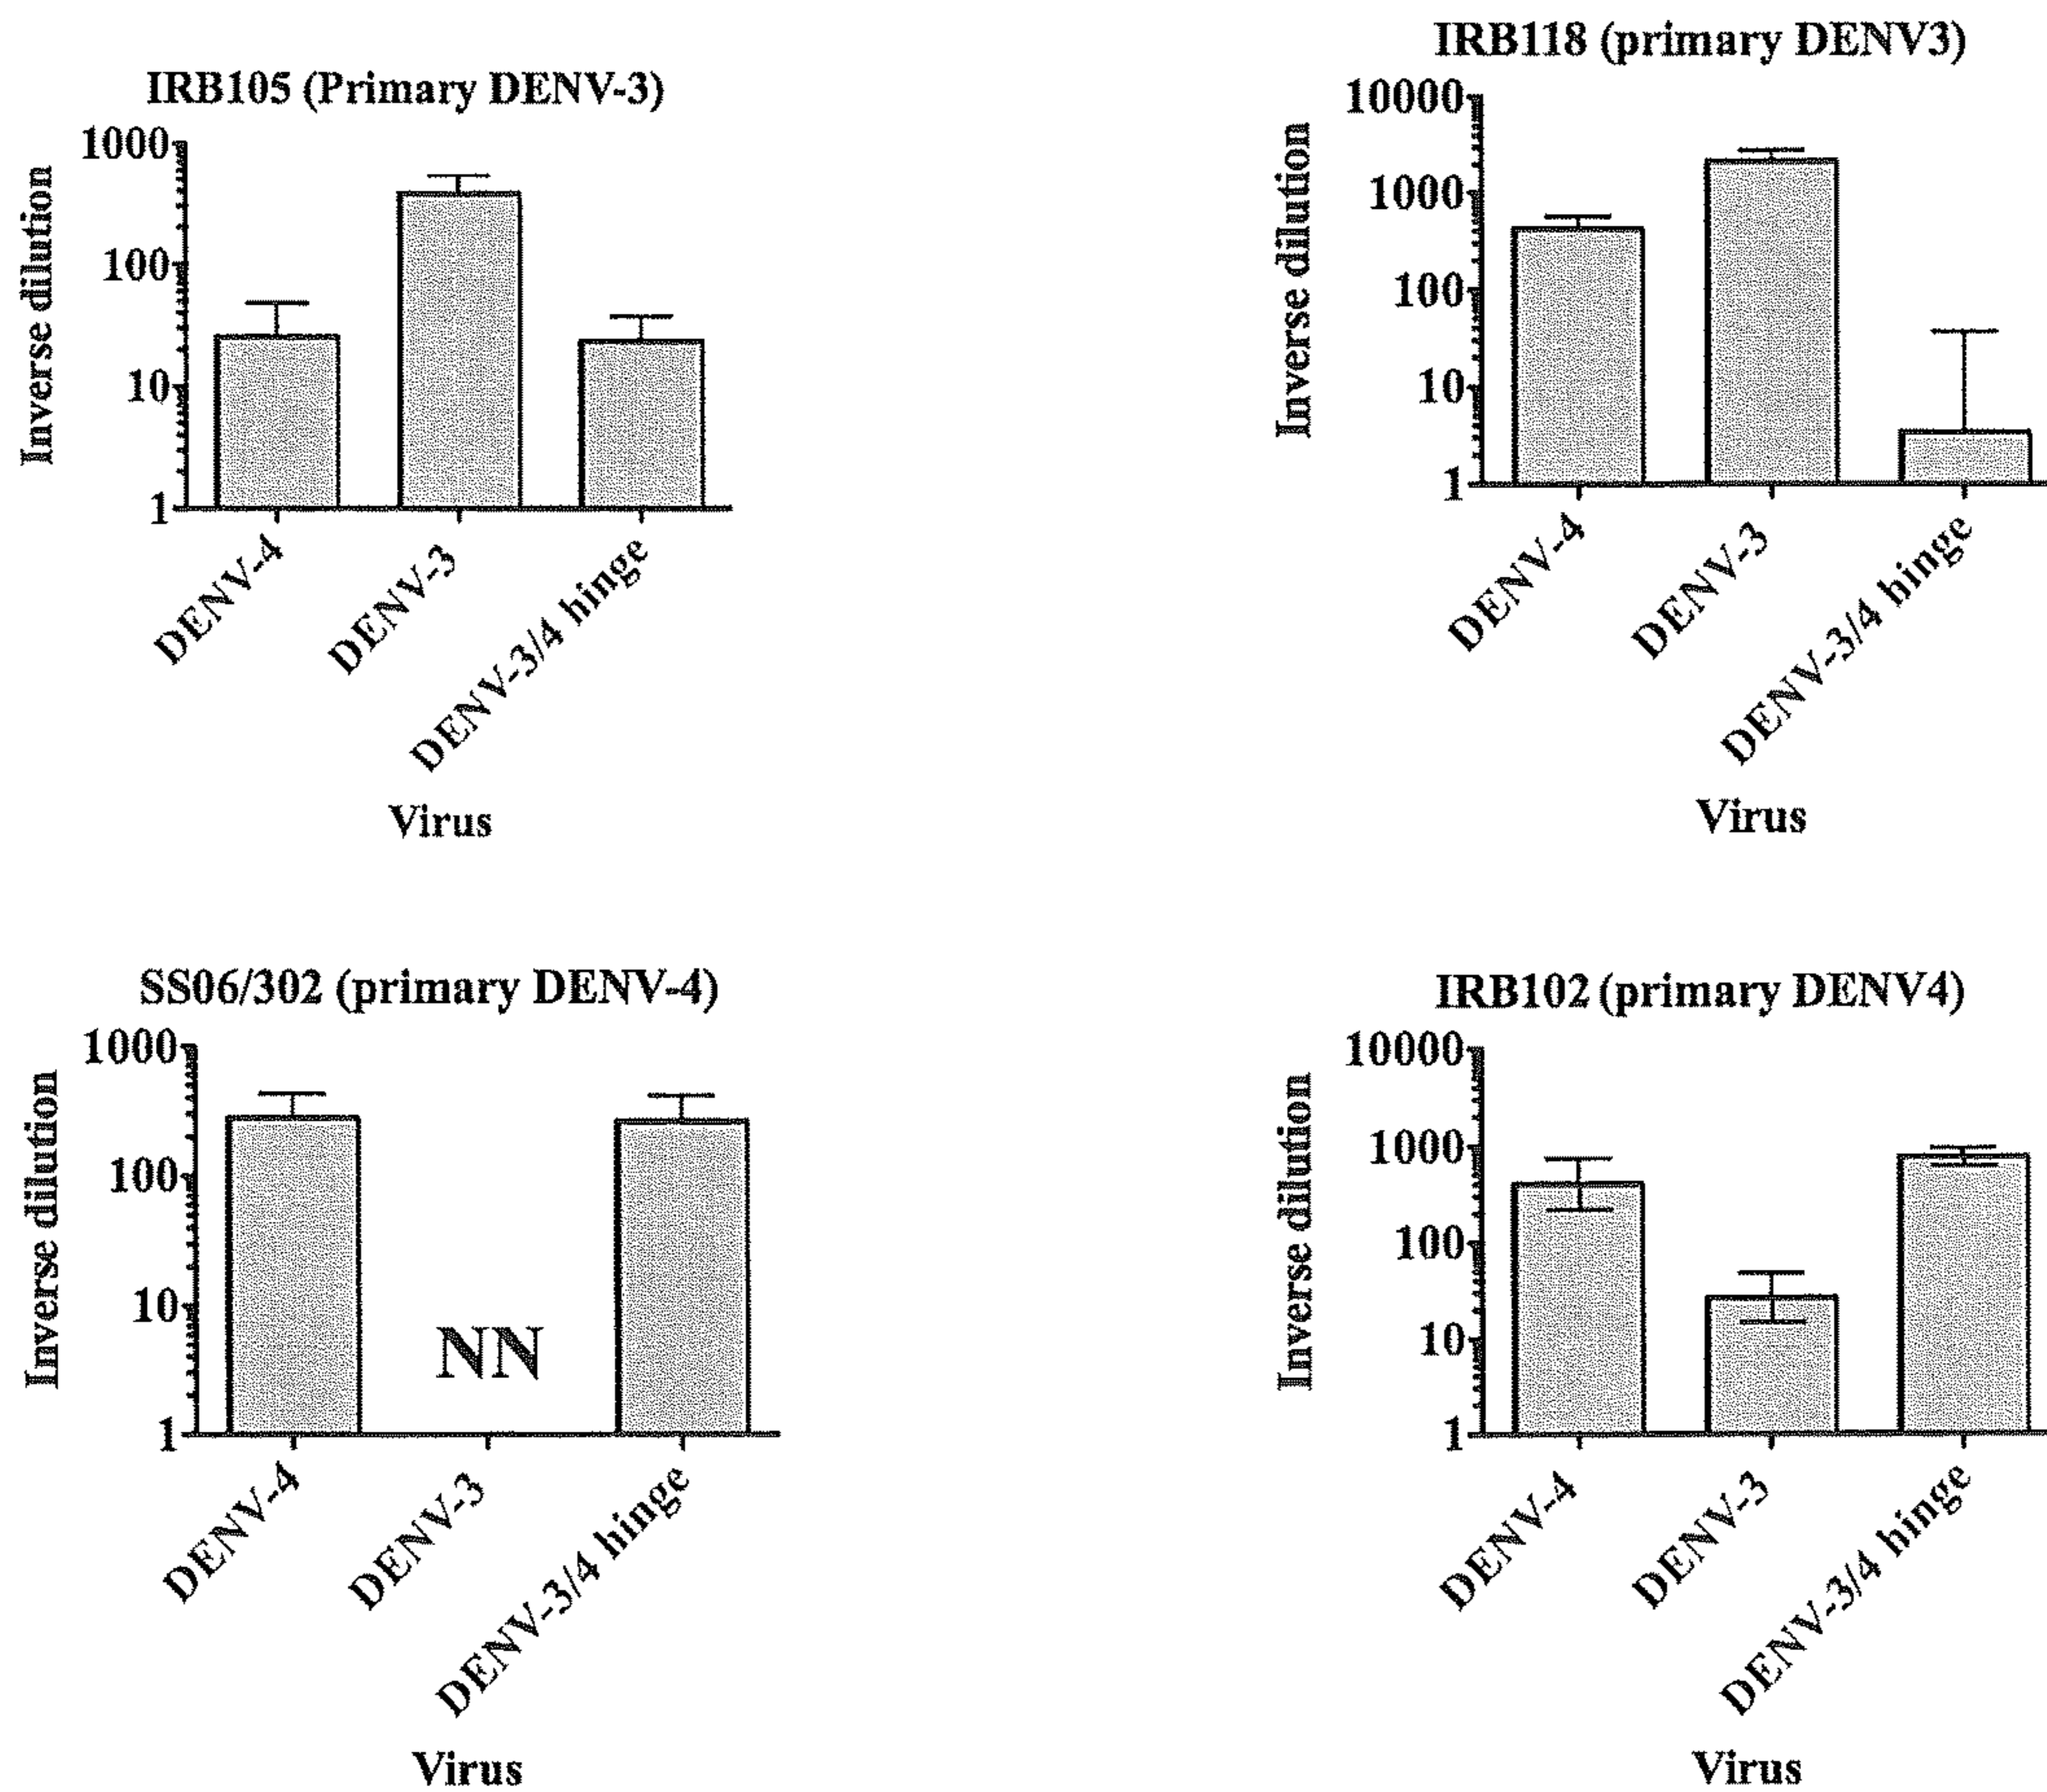 IRB105 (Primary DENV-3)
Inverse dilution
1000
100
10
1
DENV-4
DENV-3
DENV-3/4 hinge
Virus
IRB118 (primary DENV3)
Inverse dilution
10000
1000
100
10
1
DENV-4
DENV-3
DENV-3/4 hinge
Virus
SS06/302 (primary DENV-4)
Inverse dilution
1000
100
10
1
NN
DENV-4
DENV-3
DENV-3/4 hinge
Virus
IRB102 (primary DENV4)
Inverse dilution
10000
1000
100
10
1
DENV-4
DENV-3
DENV-3/4 hinge
Virus